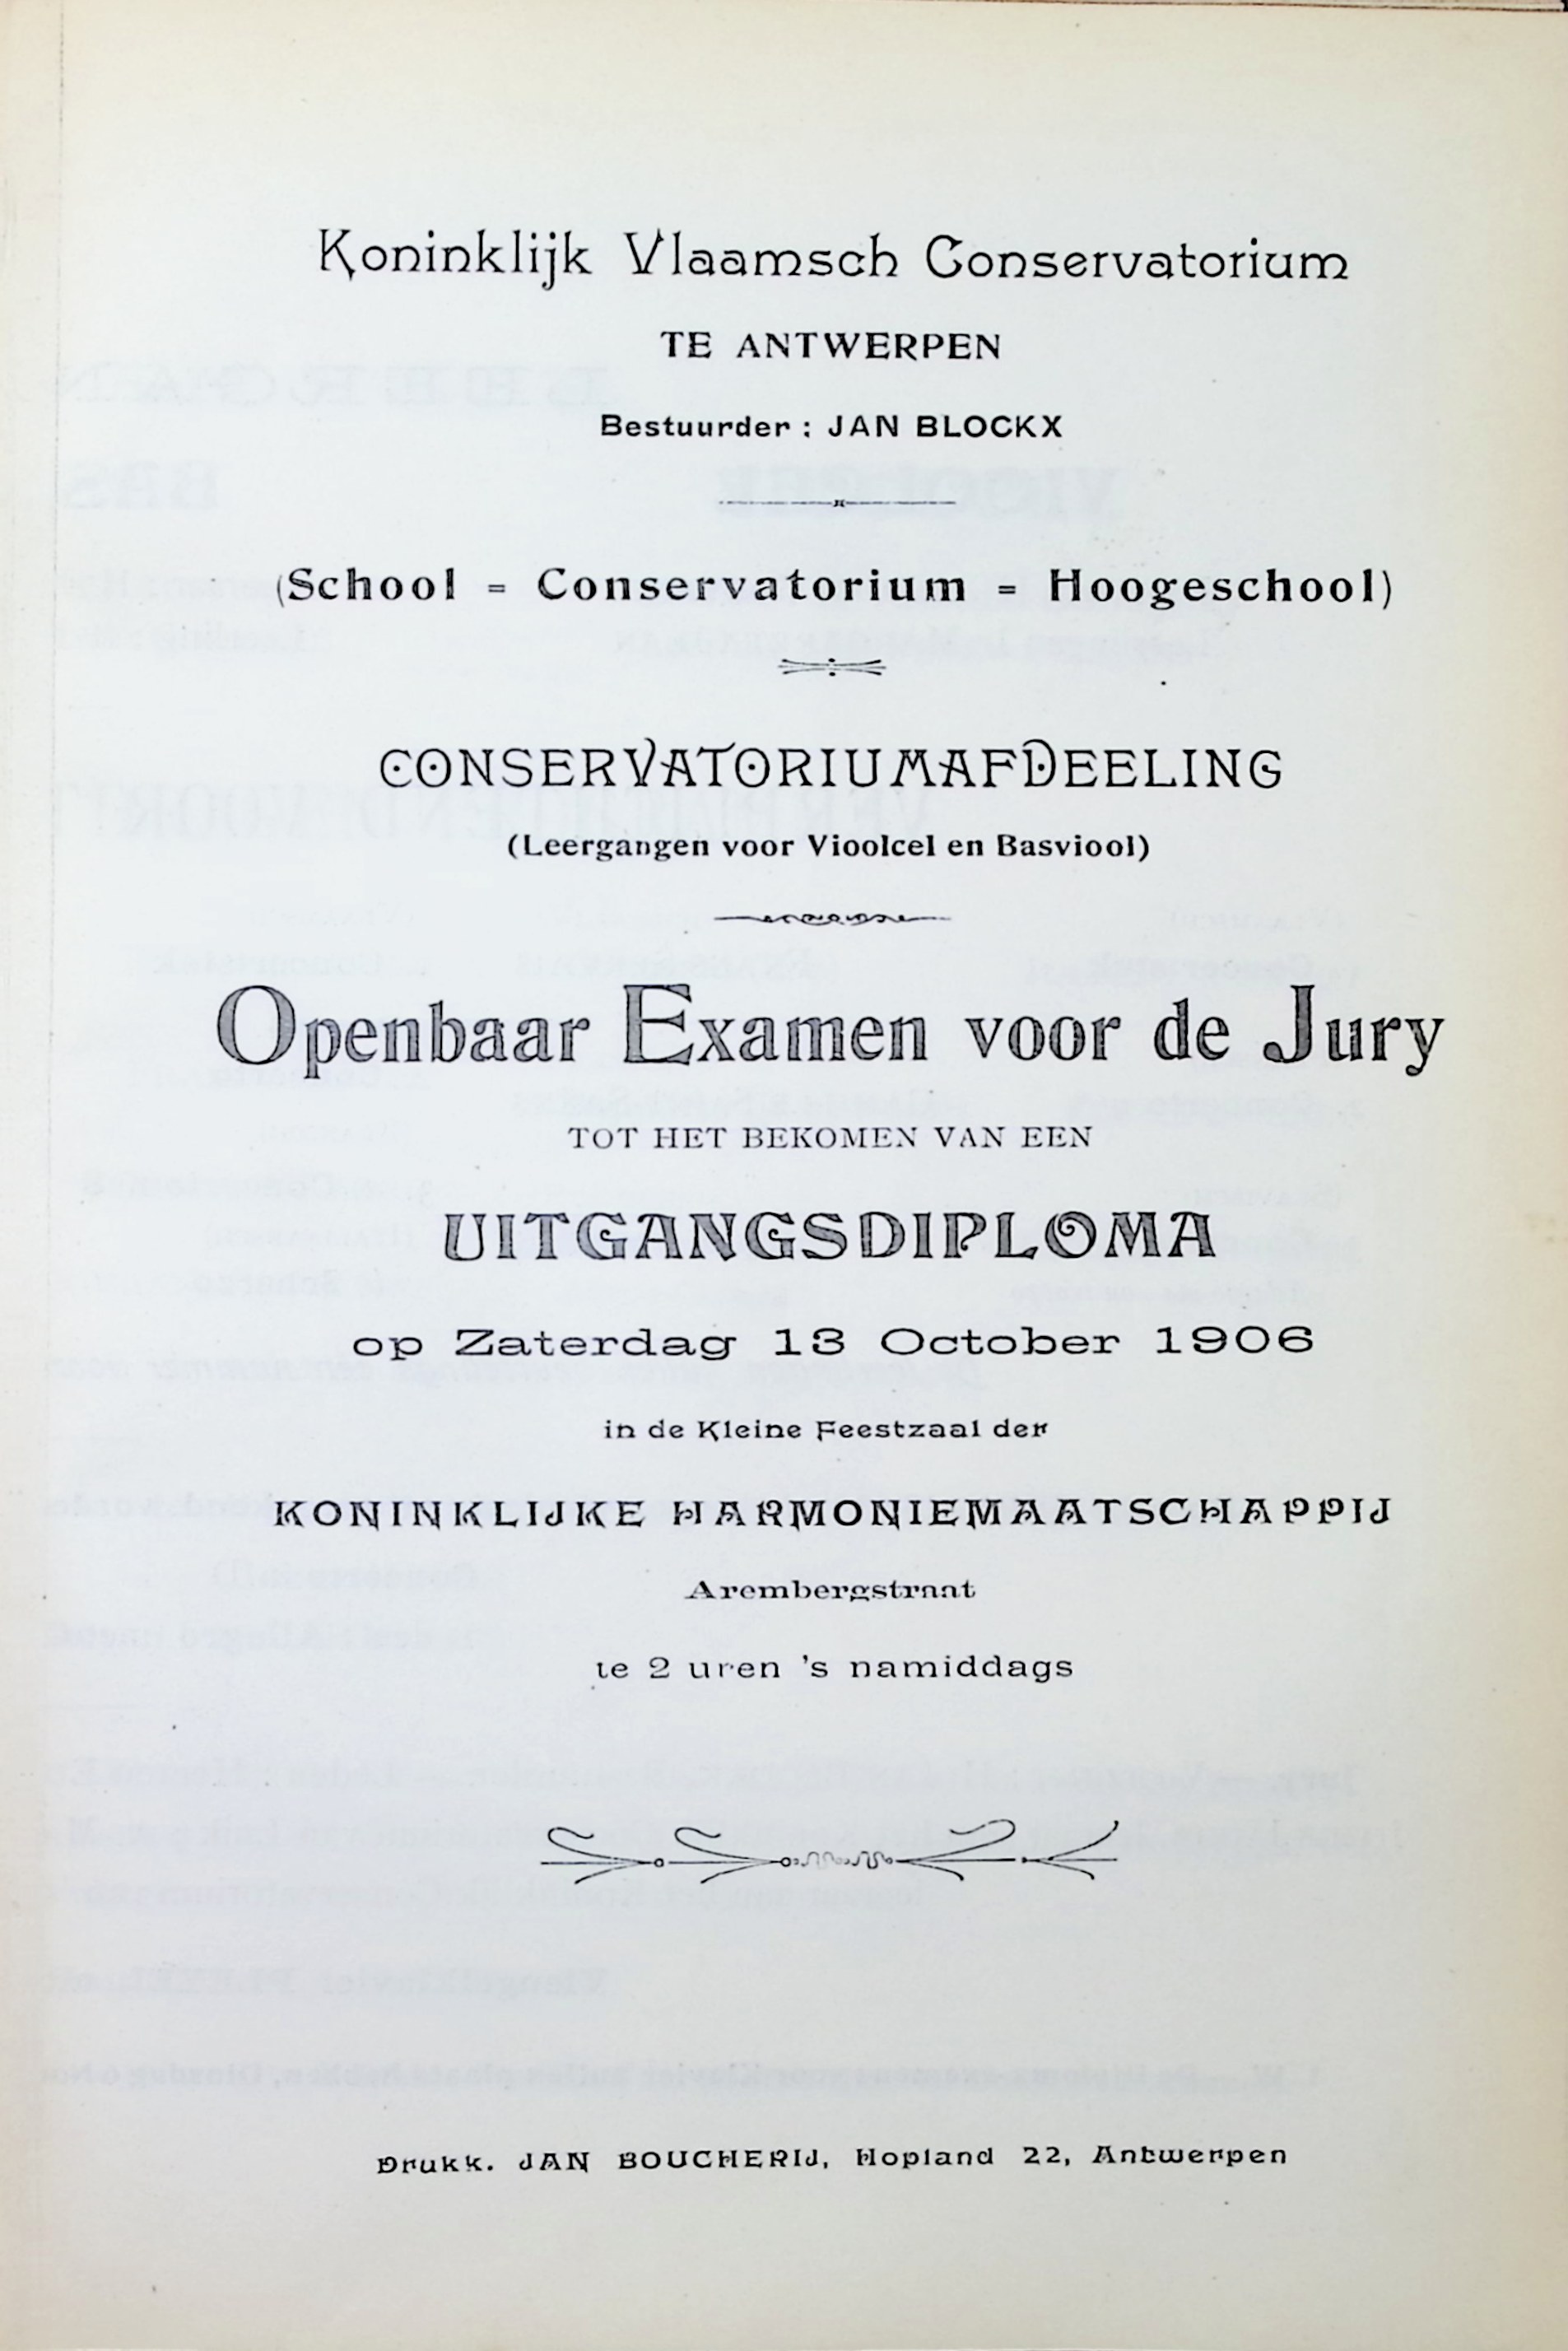 Koninklijk Vlaamsch Conservatorium
TE ANTWERPEN
Bestuurder : JAN BLOCKX
(School = Conservatorium = Hoogeschool)
CONSERVATORIUMAFDEELING
(Leergangen voor Vioolcel en Basviool)
Openbaar Examen voor de Jury
TOT HET BEKOMEN VAN EEN
UITGANGSDIPLOMA
op Zaterdag 13 October 1906
in de Kleine Feestzaal der
KONINKLIJKE HARMONIEMAATSCHAPPIJ
Arembergstraat
te 2 uren 's namiddags
Drukk. JAN BOUCHERIJ, Hopland 22, Antwerpen